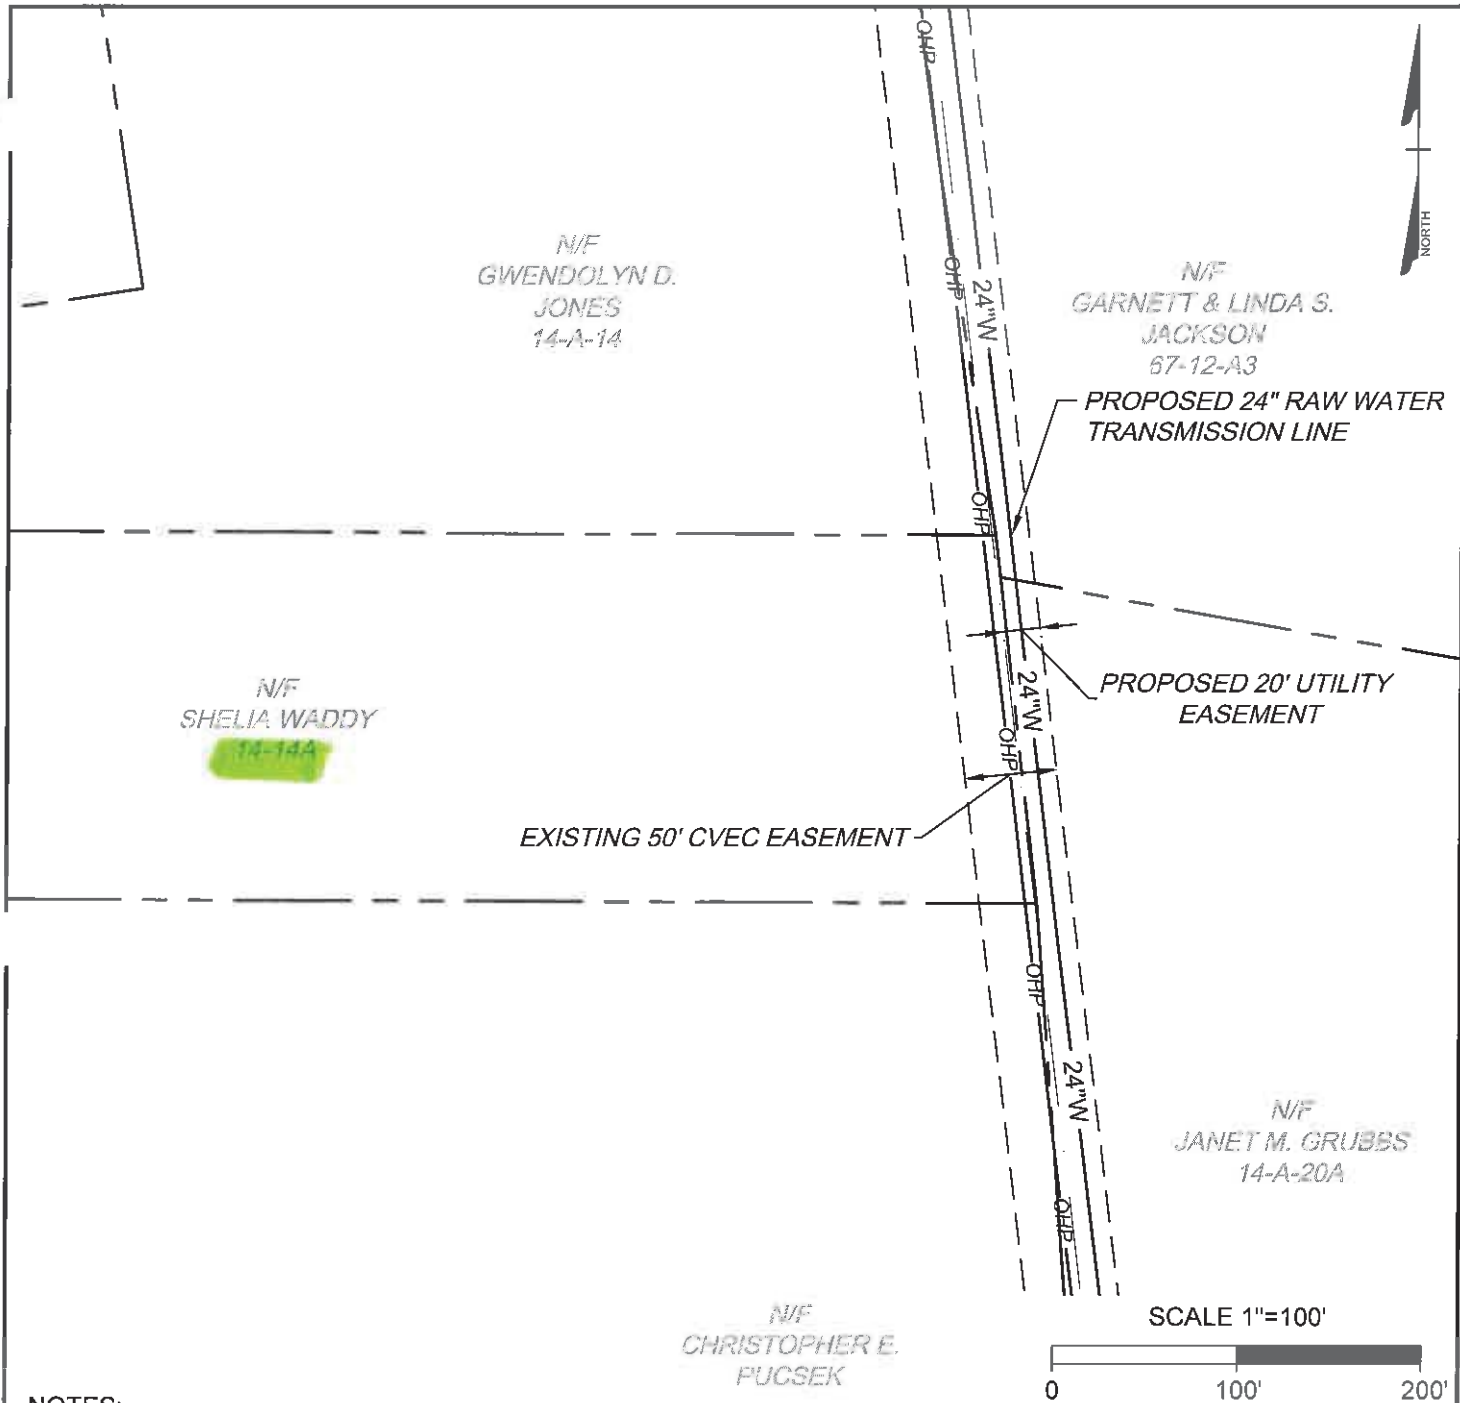 OHP
NORTH
N/F
GWENDOLYN D.
JONES
14-A-14
OHP
24"W
N/F
GARNETT & LINDA S.
JACKSON
67-12-A3
PROPOSED 24" RAW WATER
TRANSMISSION LINE
OHP
N/F
SHELIA WADDY
14-14A
24"W
PROPOSED 20' UTILITY
EASEMENT
OHP
EXISTING 50' CVEC EASEMENT
OHP
24"W
N/F
JANET M. GRUBBS
14-A-20A
OHP
N/F
CHRISTOPHER E.
PUCSEK
SCALE 1"=100'
0 100' 200'
NOTES: